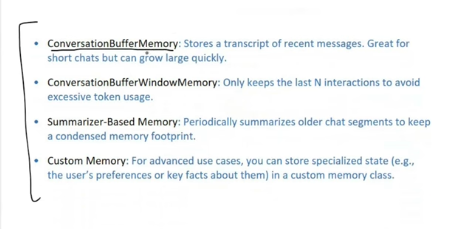 • ConversationBufferMemory: Stores a transcript of recent messages. Great for
short chats but can grow large quickly.
• ConversationBufferWindowMemory: Only keeps the last N interactions to avoid
excessive token usage.
• Summarizer-Based Memory: Periodically summarizes older chat segments to keep
a condensed memory footprint.
• Custom Memory: For advanced use cases, you can store specialized state (e.g.,
the user's preferences or key facts about them) in a custom memory class.